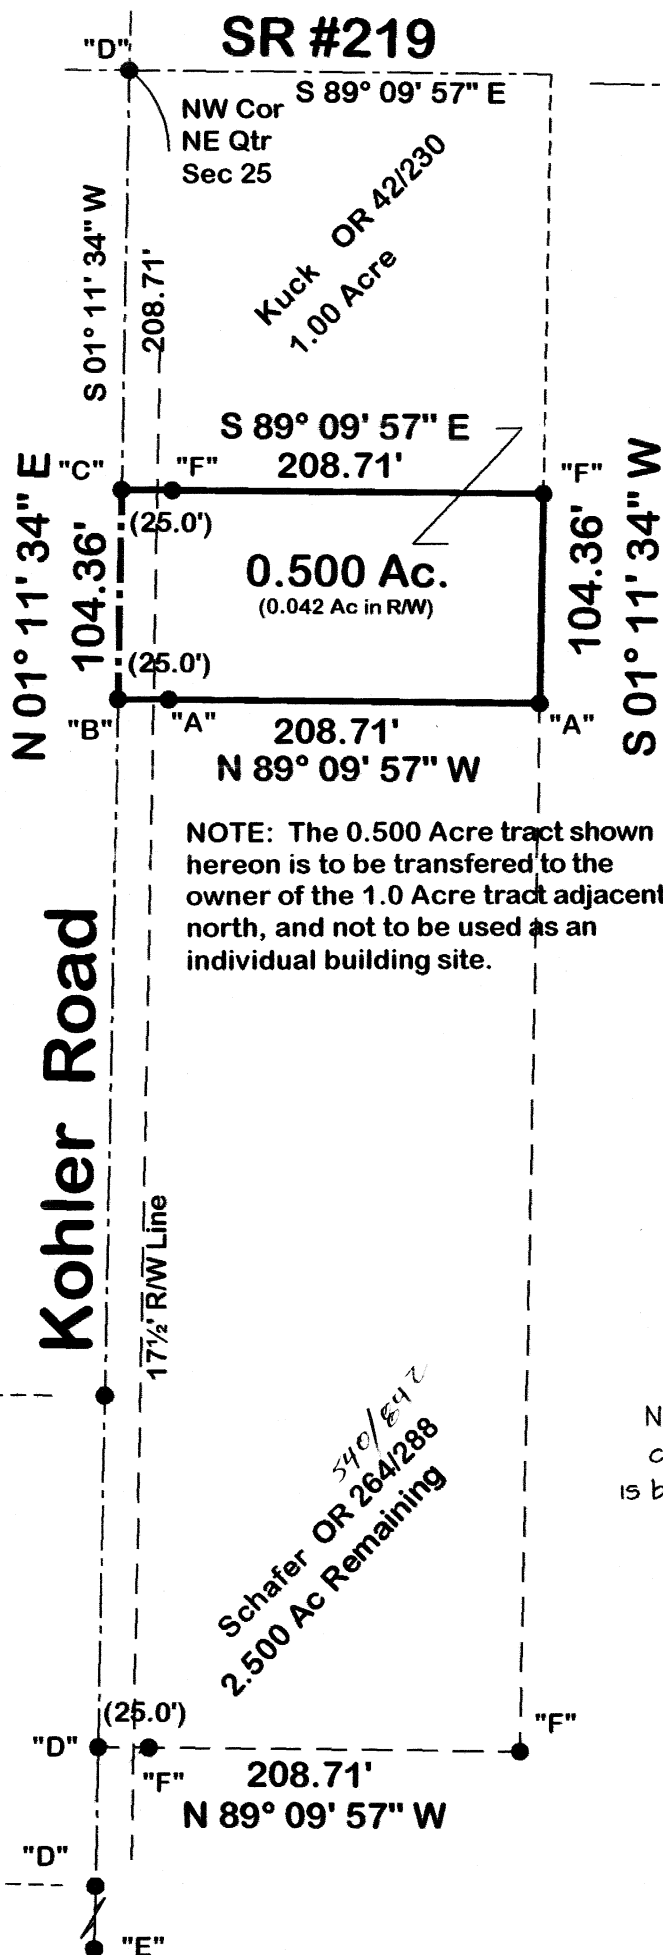 SR #219
"D"
S 89° 09' 57" E
NW Cor
NE Qtr
Sec 25
S 01° 11' 34" W
208.71'
Kuck OR 42/230
1.00 Acre
S 89° 09' 57" E
208.71'
"C"
"F"
"F"
(25.0')
N 01° 11' 34" E
104.36'
0.500 Ac.
(0.042 Ac in R/W)
104.36'
S 01° 11' 34" W
(25.0')
"B"
"A"
"A"
208.71'
N 89° 09' 57" W
NOTE: The 0.500 Acre tract shown
hereon is to be transfered to the
owner of the 1.0 Acre tract adjacent
north, and not to be used as an
individual building site.
Kohler Road
17½' R/W Line
540/842
Schafer OR 264/288
2.500 Ac Remaining
N
is b
(25.0')
"D"
"F"
"F"
208.71'
N 89° 09' 57" W
"D"
"E"